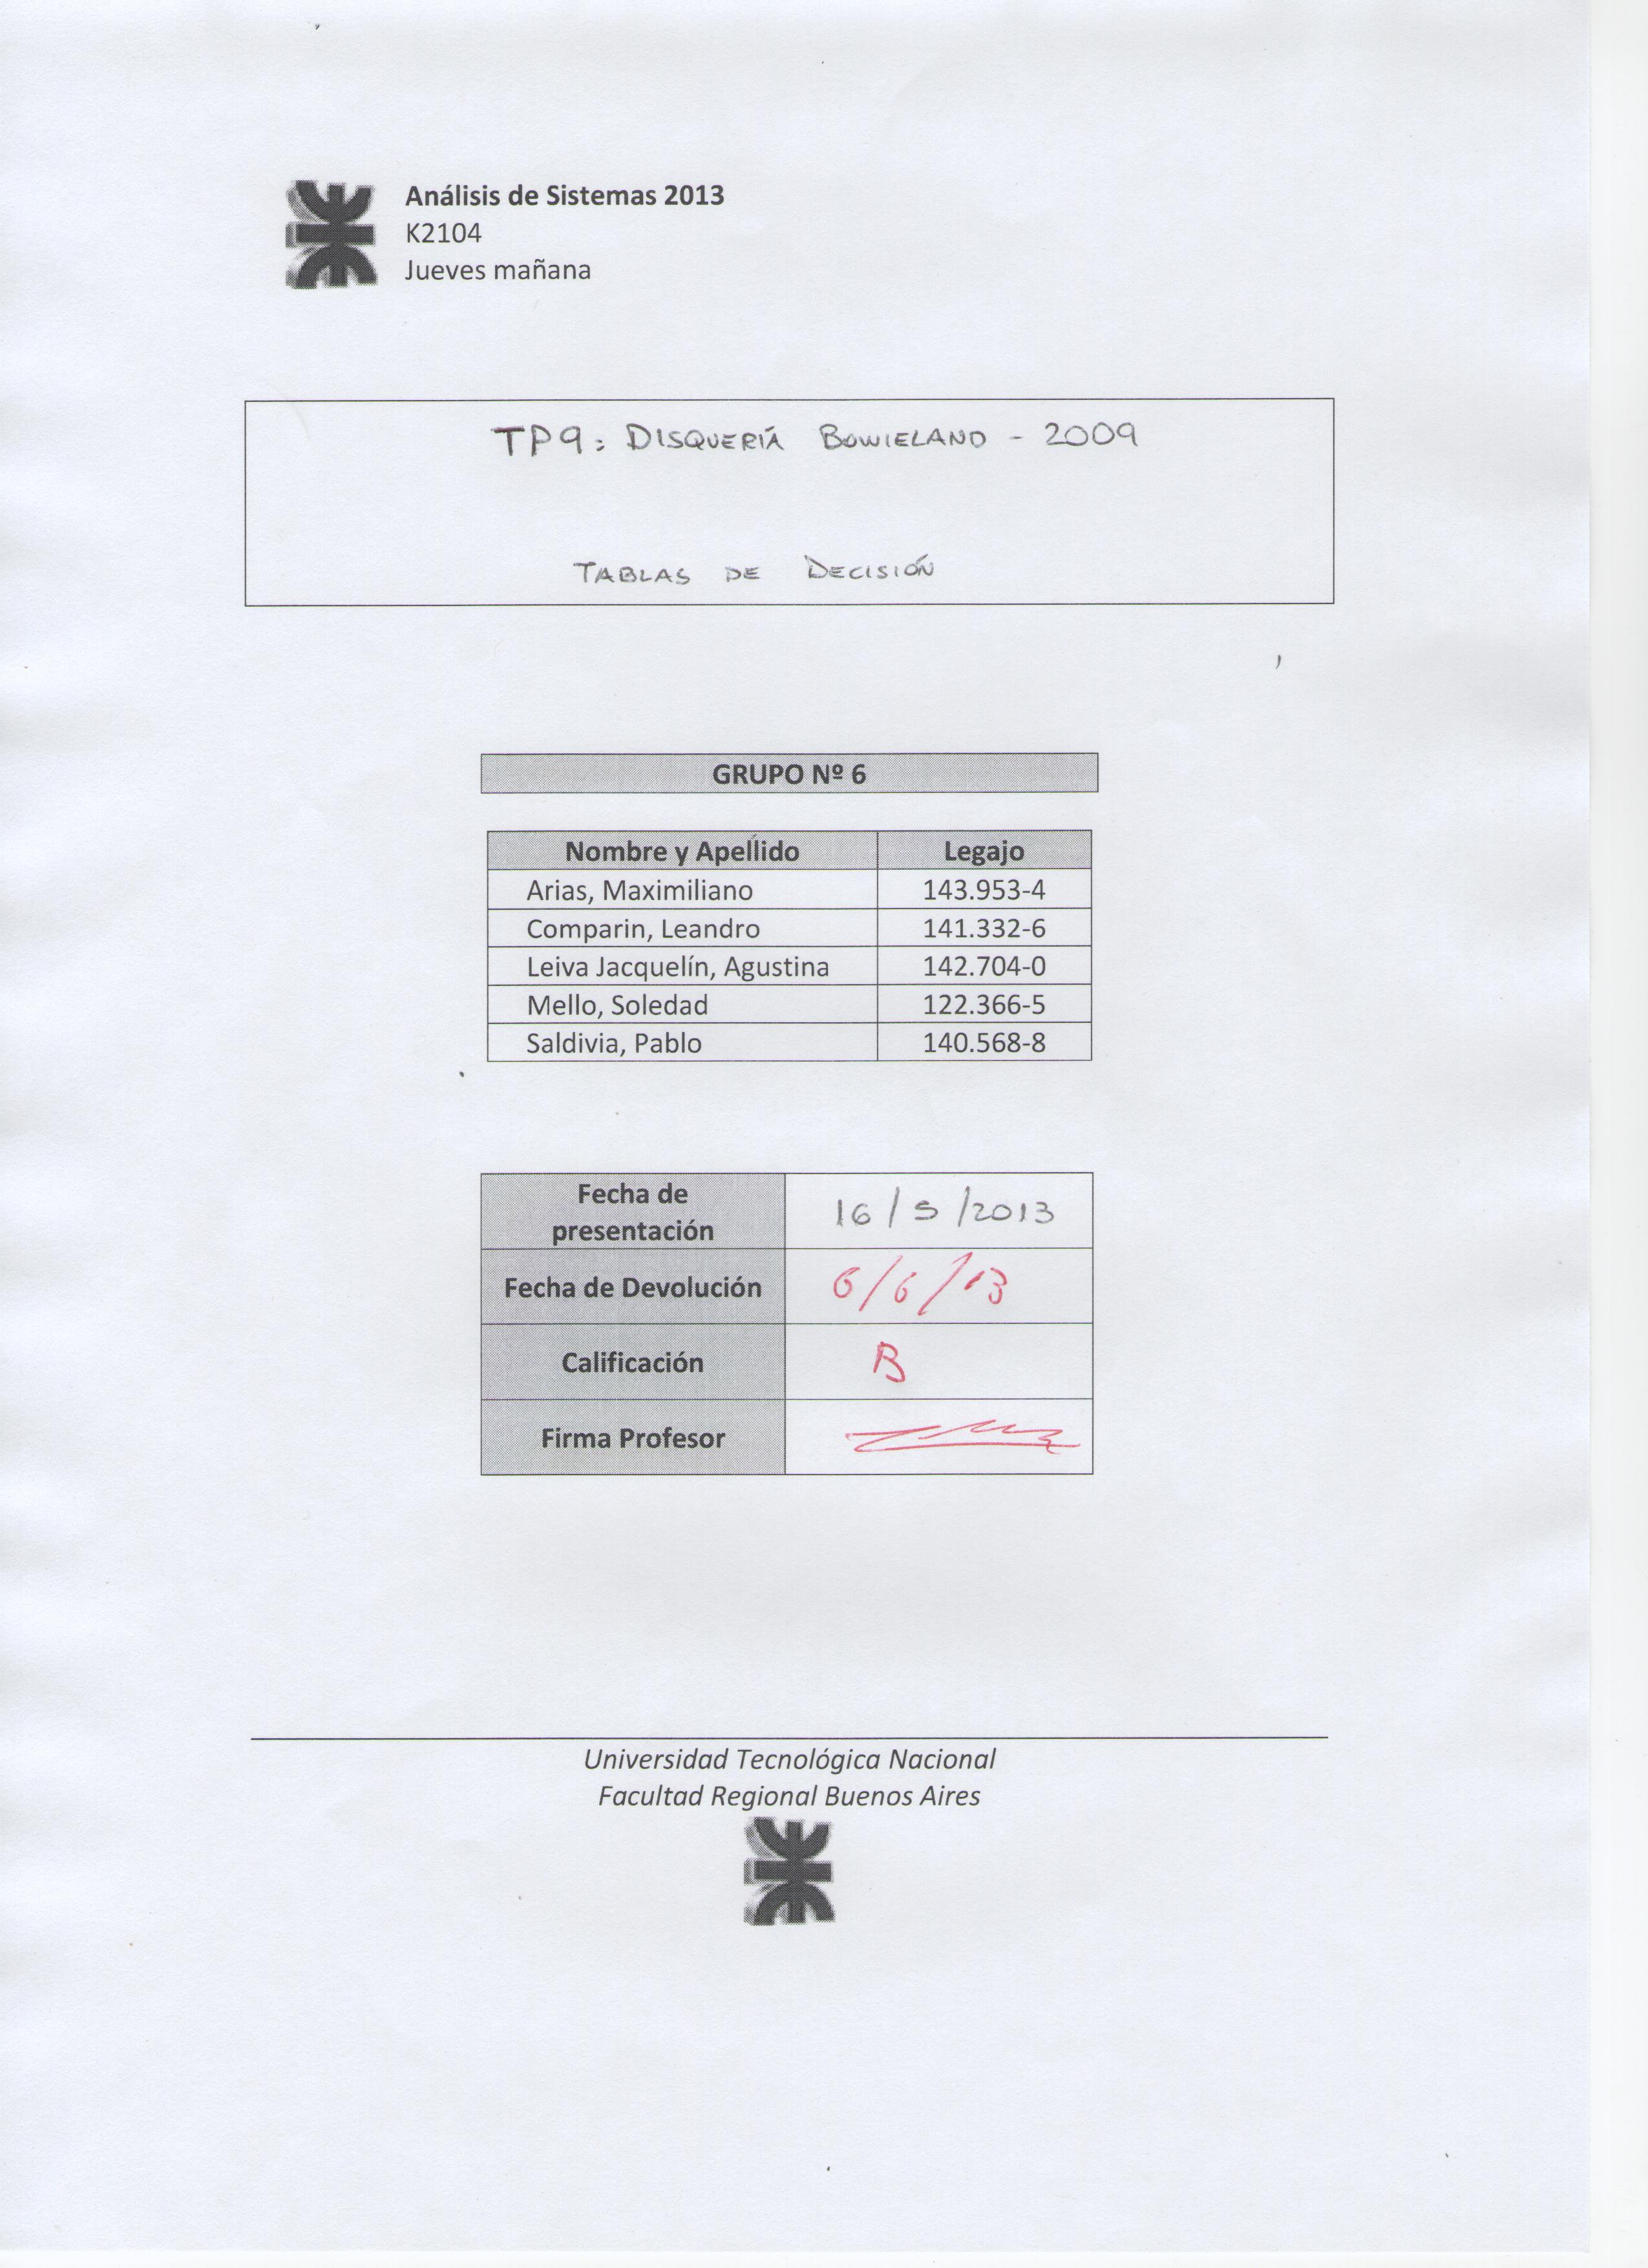 Análisis de Sistemas 2013
K2104
Jueves mañana
TP9: DISQUERÍA BOWIELAND - 2009
TABLAS DE DECISIÓN
GRUPO Nº 6
Nombre y Apellido Legajo
Arias, Maximiliano 143.953-4
Comparin, Leandro 141.332-6
Leiva Jacquelín, Agustina 142.704-0
Mello, Soledad 122.366-5
Saldivia, Pablo 140.568-8
Fecha de
presentación 16/5/2013
Fecha de Devolución 6/6/13
Calificación B
Firma Profesor
Universidad Tecnológica Nacional
Facultad Regional Buenos Aires